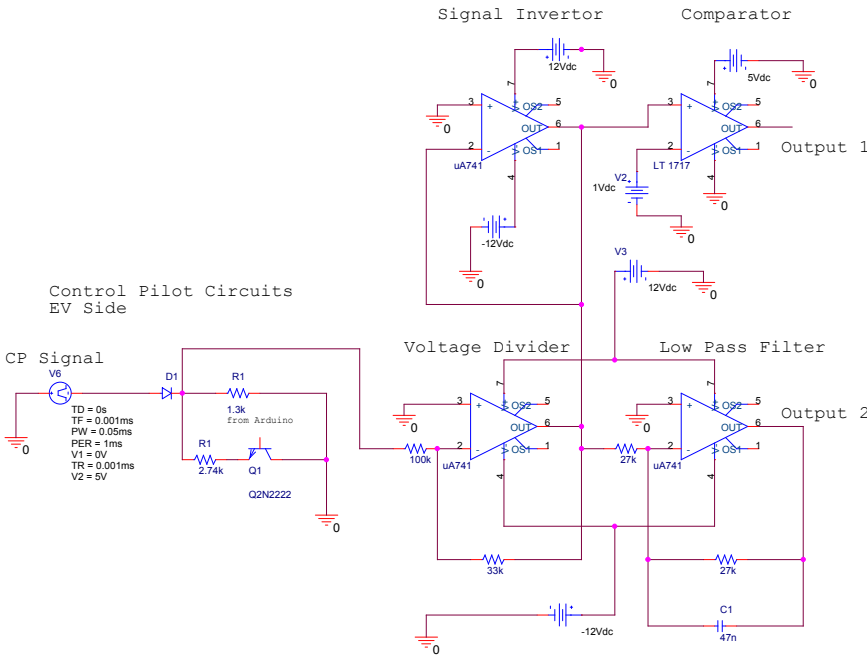 Signal Invertor
Comparator
12Vdc
0
5Vdc
0
7
3
+
V
OS2
5
OUT
6
2
-
V
OS1
1
uA741
4
0
-12Vdc
0
7
3
+
V
OS2
5
OUT
6
2
-
V
OS1
1
LT 1717
4
0
Output 1
V2
1Vdc
0
V3
12Vdc
0
Control Pilot Circuits
EV Side
CP Signal
V6
D1
0
TD = 0s
TF = 0.001ms
PW = 0.05ms
PER = 1ms
V1 = 0V
TR = 0.001ms
V2 = 5V
R1
1.3k
from Arduino
R1
2.74k
Q1
Q2N2222
0
Voltage Divider
Low Pass Filter
7
3
+
V
OS2
5
OUT
6
2
-
V
OS1
1
uA741
4
0
100k
33k
7
3
+
V
OS2
5
OUT
6
2
-
V
OS1
1
uA741
4
0
Output 2
27k
27k
C1
47n
-12Vdc
0